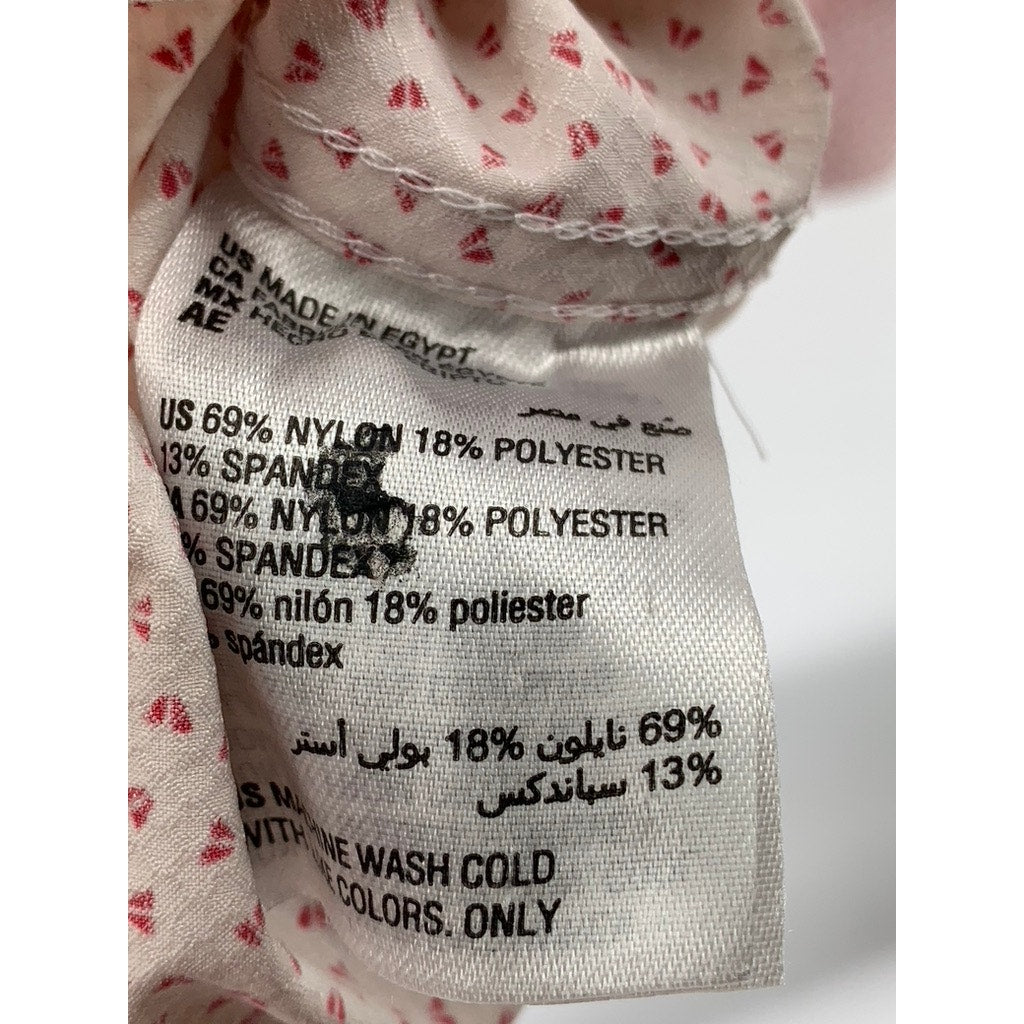 US MADE IN EGYPT
CA
MX
AE
صنع في مصر
US 69% NYLON 18% POLYESTER
13% SPANDEX
A 69% NYLON 18% POLYESTER
% SPANDEX
69% nilón 18% poliester
spándex
69% نايلون 18% بولي أستر
13% سباندكس
WASH COLD
COLORS. ONLY